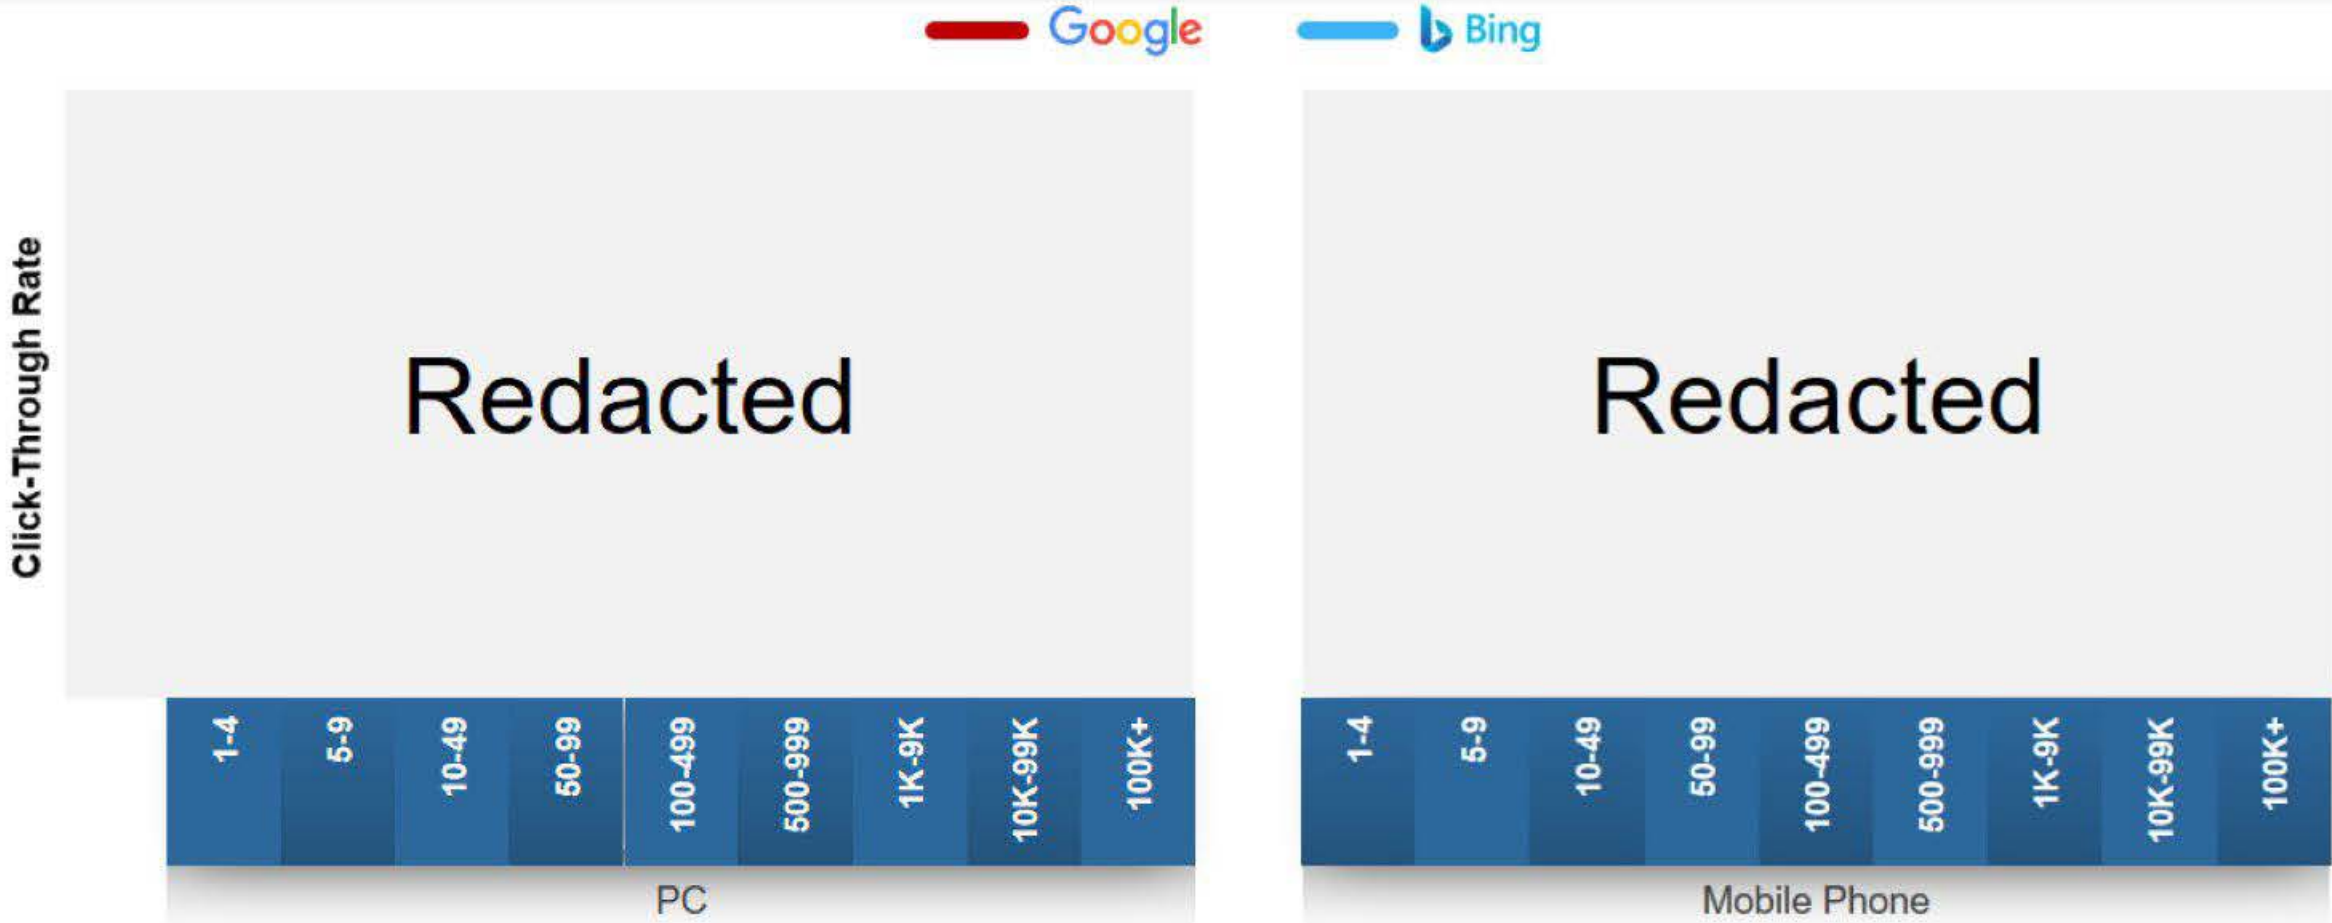 Google Bing
Click-Through Rate
Redacted
Redacted
1-4
5-9
10-49
50-99
100-499
500-999
1K-9K
10K-99K
100K+
PC
1-4
5-9
10-49
50-99
100-499
500-999
1K-9K
10K-99K
100K+
Mobile Phone